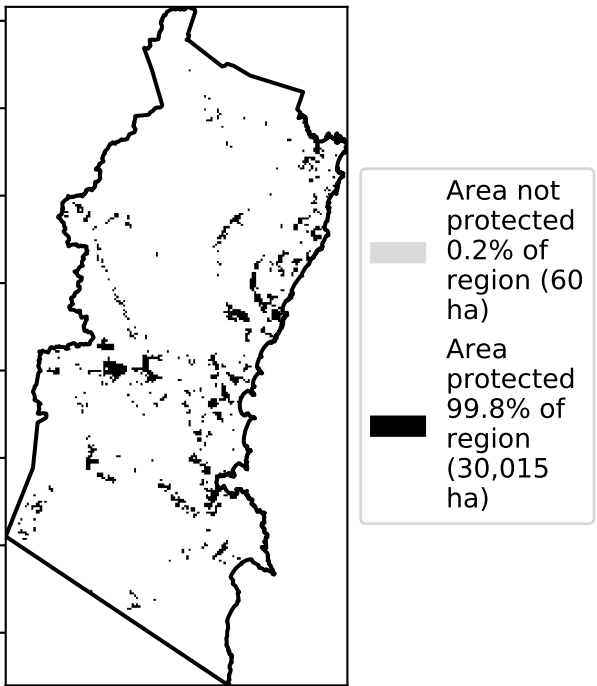 Area not
protected
0.2% of
region (60
ha)
Area
protected
99.8% of
region
(30,015
ha)